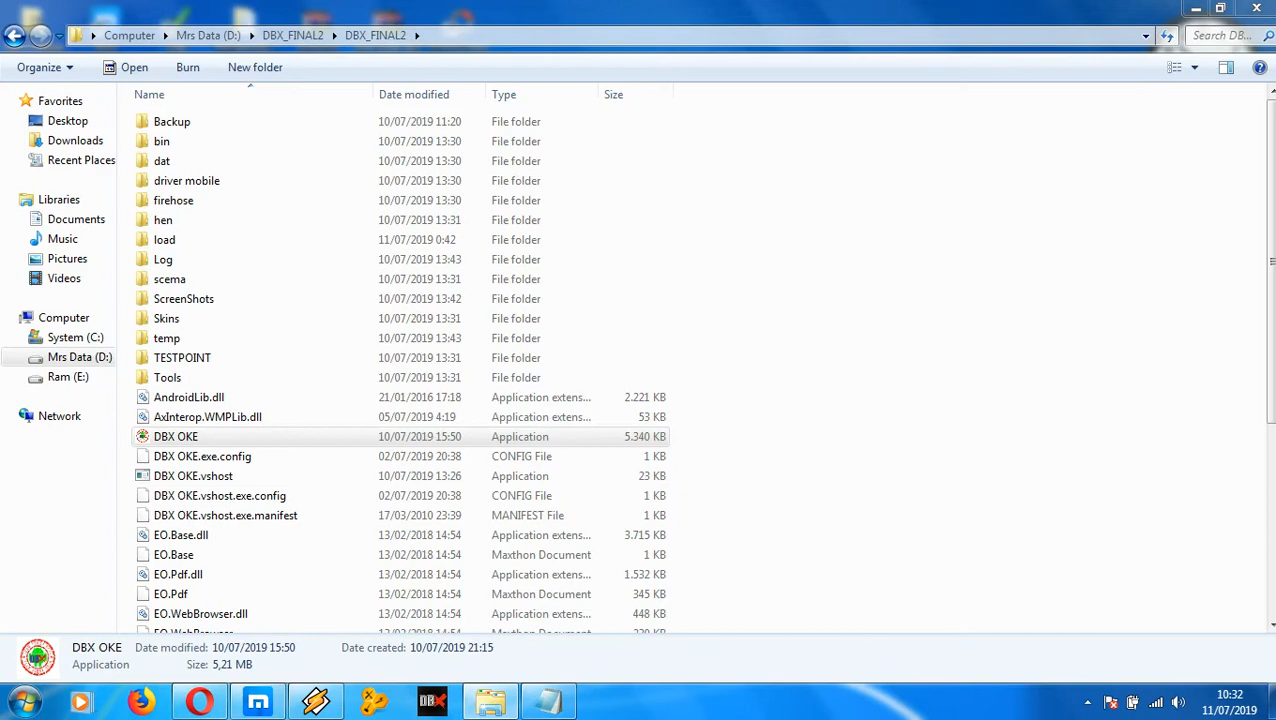 Computer Mrs Data (D:) DBX_FINAL2 DBX_FINAL2 Search DB...
Organize Open Burn New folder
Name Date modified Type Size
Favorites
Desktop
Downloads
Recent Places
Libraries
Documents
Music
Pictures
Videos
Computer
System (C:)
Mrs Data (D:)
Ram (E:)
Network
Backup 10/07/2019 11:20 File folder
bin 10/07/2019 13:30 File folder
dat 10/07/2019 13:30 File folder
driver mobile 10/07/2019 13:30 File folder
firehose 10/07/2019 13:30 File folder
hen 10/07/2019 13:31 File folder
load 11/07/2019 0:42 File folder
Log 10/07/2019 13:43 File folder
scema 10/07/2019 13:31 File folder
ScreenShots 10/07/2019 13:42 File folder
Skins 10/07/2019 13:31 File folder
temp 10/07/2019 13:43 File folder
TESTPOINT 10/07/2019 13:31 File folder
Tools 10/07/2019 13:31 File folder
AndroidLib.dll 21/01/2016 17:18 Application extens... 2.221 KB
AxInterop.WMPLib.dll 05/07/2019 4:19 Application extens... 53 KB
DBX OKE 10/07/2019 15:50 Application 5.340 KB
DBX OKE.exe.config 02/07/2019 20:38 CONFIG File 1 KB
DBX OKE.vshost 10/07/2019 13:26 Application 23 KB
DBX OKE.vshost.exe.config 02/07/2019 20:38 CONFIG File 1 KB
DBX OKE.vshost.exe.manifest 17/03/2010 23:39 MANIFEST File 1 KB
EO.Base.dll 13/02/2018 14:54 Application extens... 3.715 KB
EO.Base 13/02/2018 14:54 Maxthon Document 1 KB
EO.Pdf.dll 13/02/2018 14:54 Application extens... 1.532 KB
EO.Pdf 13/02/2018 14:54 Maxthon Document 345 KB
EO.WebBrowser.dll 13/02/2018 14:54 Application extens... 448 KB
DBX OKE Date modified: 10/07/2019 15:50 Date created: 10/07/2019 21:15
Application Size: 5,21 MB
DBX
10:32
11/07/2019